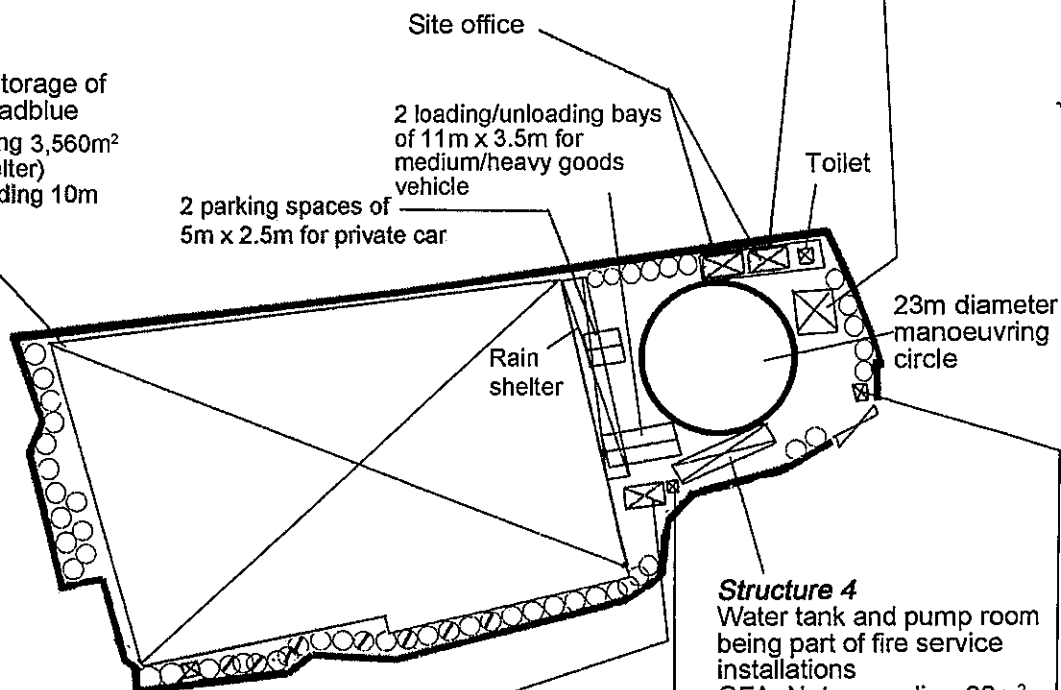 Site office
torage of
adblue
ng 3,560m²
elter)
ding 10m
2 loading/unloading bays
of 11m x 3.5m for
medium/heavy goods
vehicle
Toilet
2 parking spaces of
5m x 2.5m for private car
23m diameter
manoeuvring
circle
Rain
shelter
Structure 4
Water tank and pump room
being part of fire service
installations